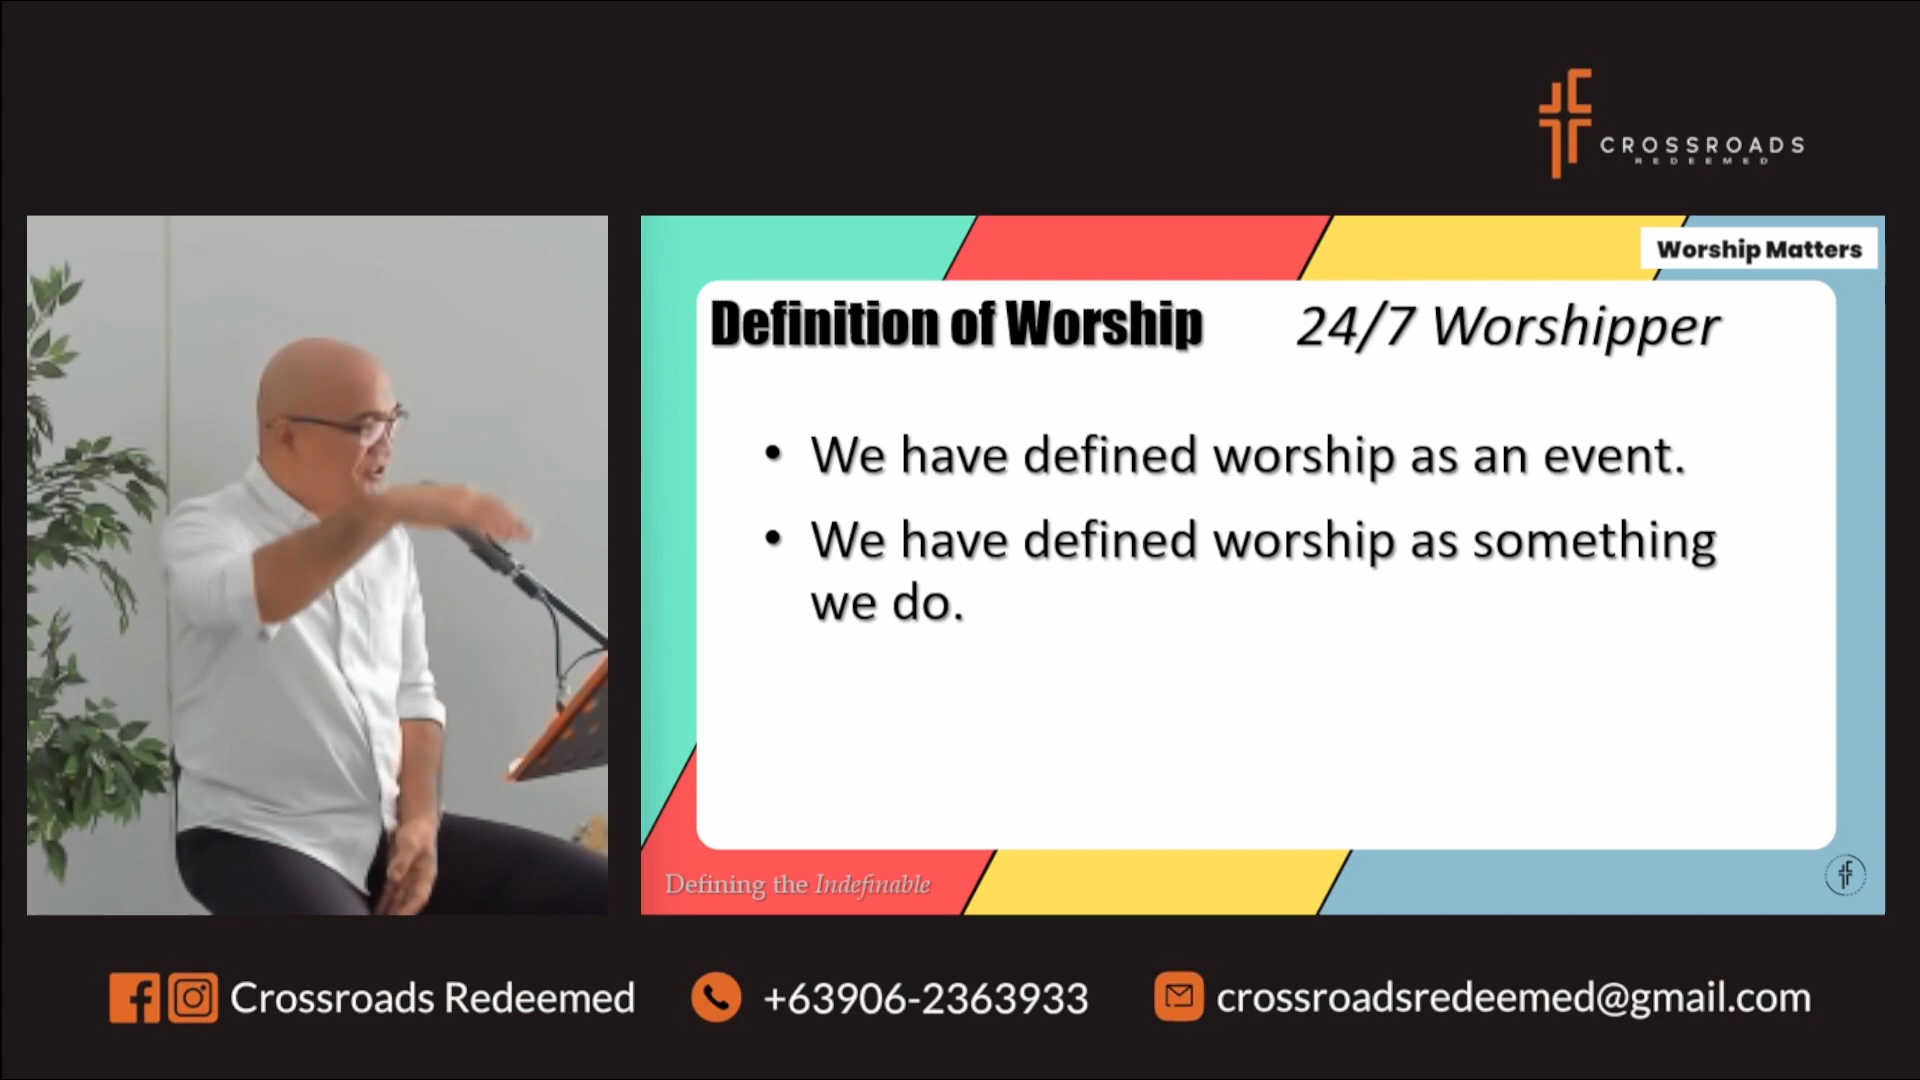 CROSSROADS
REDEEMED
Worship Matters
Definition of Worship 24/7 Worshipper
• We have defined worship as an event.
• We have defined worship as something
we do.
Defining the Indefinable
Crossroads Redeemed +63906-2363933 crossroadsredeemed@gmail.com